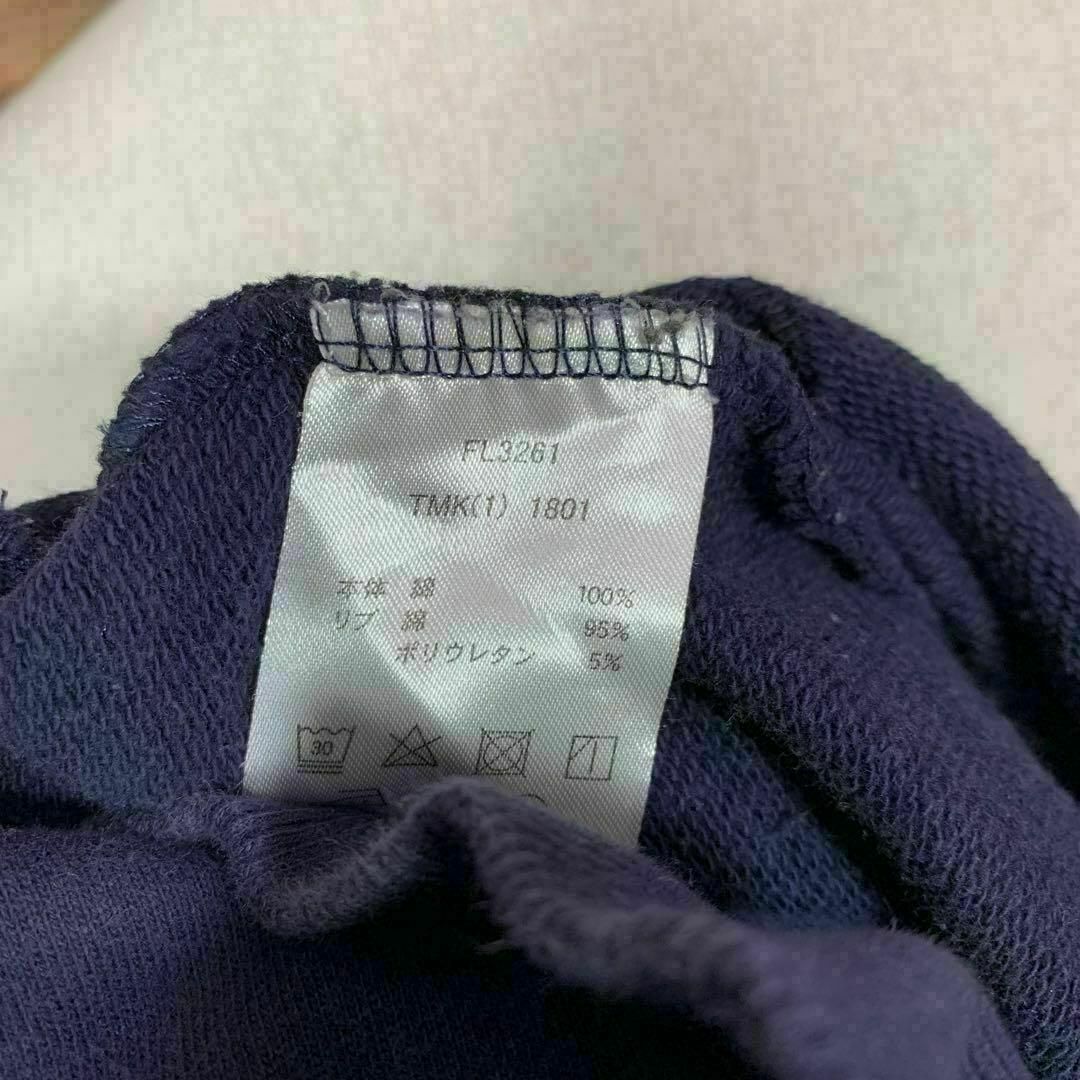 FL3261
TMK(1) 1801
本体 綿 100%
リブ 綿 95%
ポリウレタン 5%
30